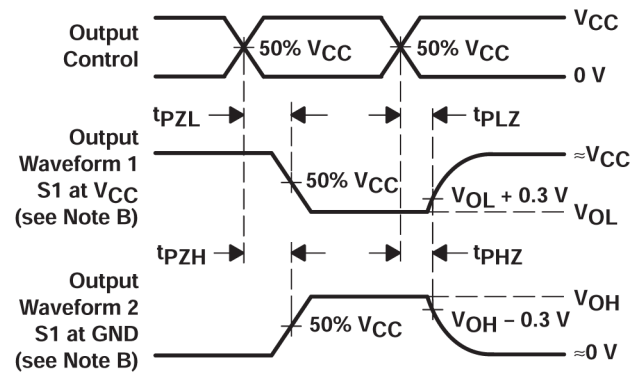 Output
Control
50% VCC
50% VCC
VCC
0 V
tPZL
tPLZ
Output
Waveform 1
S1 at VCC
(see Note B)
50% VCC
VOL + 0.3 V
≈VCC
VOL
tPZH
tPHZ
Output
Waveform 2
S1 at GND
(see Note B)
50% VCC
VOH − 0.3 V
VOH
≈0 V